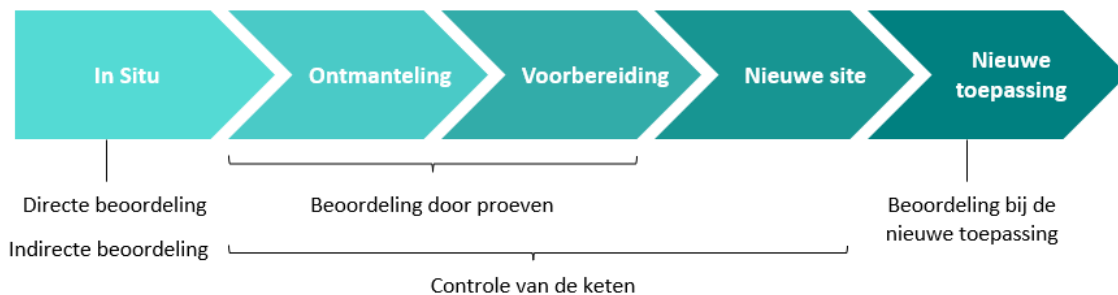 In Situ
Ontmanteling
Voorbereiding
Nieuwe site
Nieuwe
toepassing
Directe beoordeling
Indirecte beoordeling
Beoordeling door proeven
Controle van de keten
Beoordeling bij de
nieuwe toepassing